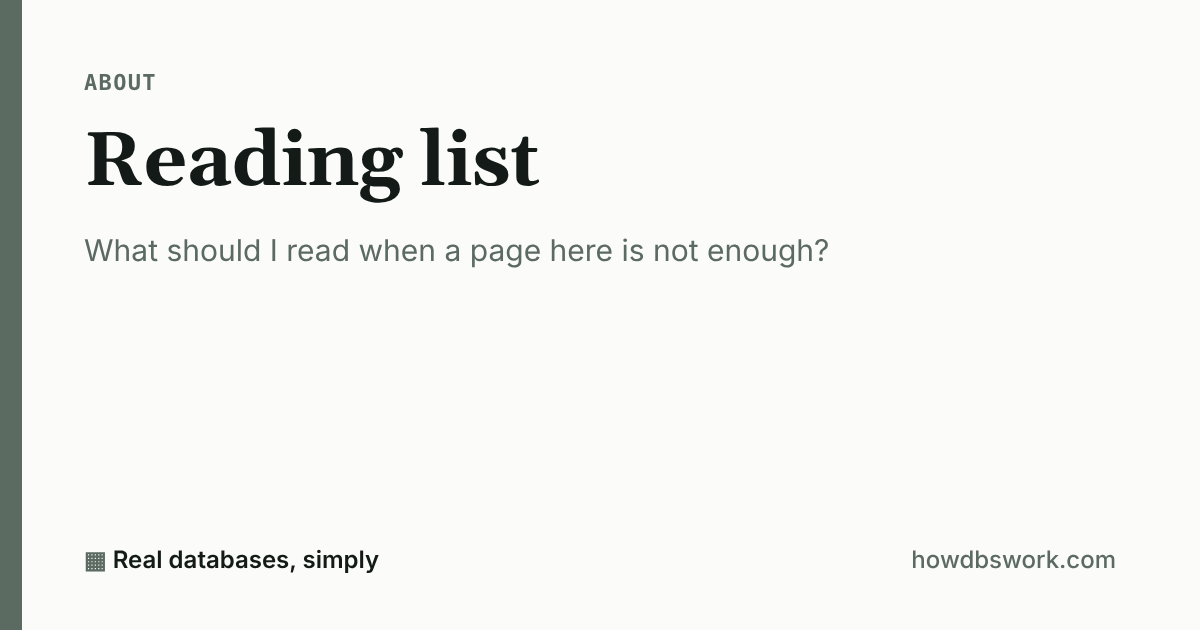 ABOUT
Reading list
What should I read when a page here is not enough?
▦ Real databases, simply
howdbswork.com